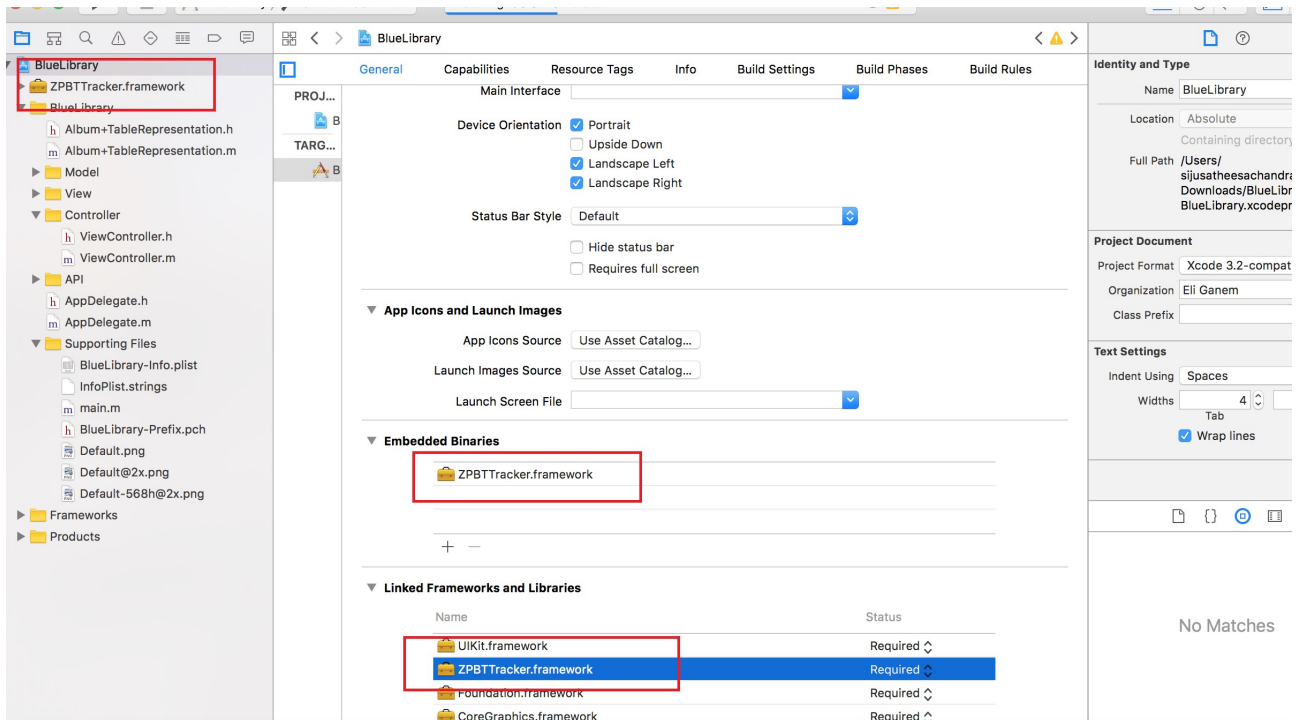 BlueLibrary
BlueLibrary
ZPBTTracker.framework
BlueLibrary
h Album+TableRepresentation.h
m Album+TableRepresentation.m
Model
View
Controller
h ViewController.h
m ViewController.m
API
h AppDelegate.h
m AppDelegate.m
Supporting Files
BlueLibrary-Info.plist
InfoPlist.strings
m main.m
h BlueLibrary-Prefix.pch
Default.png
Default@2x.png
Default-568h@2x.png
Frameworks
Products
General Capabilities Resource Tags Info Build Settings Build Phases Build Rules
PROJ...
B
TARG...
B
Main Interface
Device Orientation Portrait
Upside Down
Landscape Left
Landscape Right
Status Bar Style Default
Hide status bar
Requires full screen
App Icons and Launch Images
App Icons Source Use Asset Catalog...
Launch Images Source Use Asset Catalog...
Launch Screen File
Embedded Binaries
ZPBTTracker.framework
Linked Frameworks and Libraries
Name Status
UIKit.framework Required
ZPBTTracker.framework Required
Foundation.framework Required
CoreGraphics.framework Required
Identity and Type
Name BlueLibrary
Location Absolute
Containing directory
Full Path /Users/
sijusatheesachandra
Downloads/BlueLibr
BlueLibrary.xcodepr
Project Document
Project Format Xcode 3.2-compat
Organization Eli Ganem
Class Prefix
Text Settings
Indent Using Spaces
Widths 4
Tab
Wrap lines
No Matches